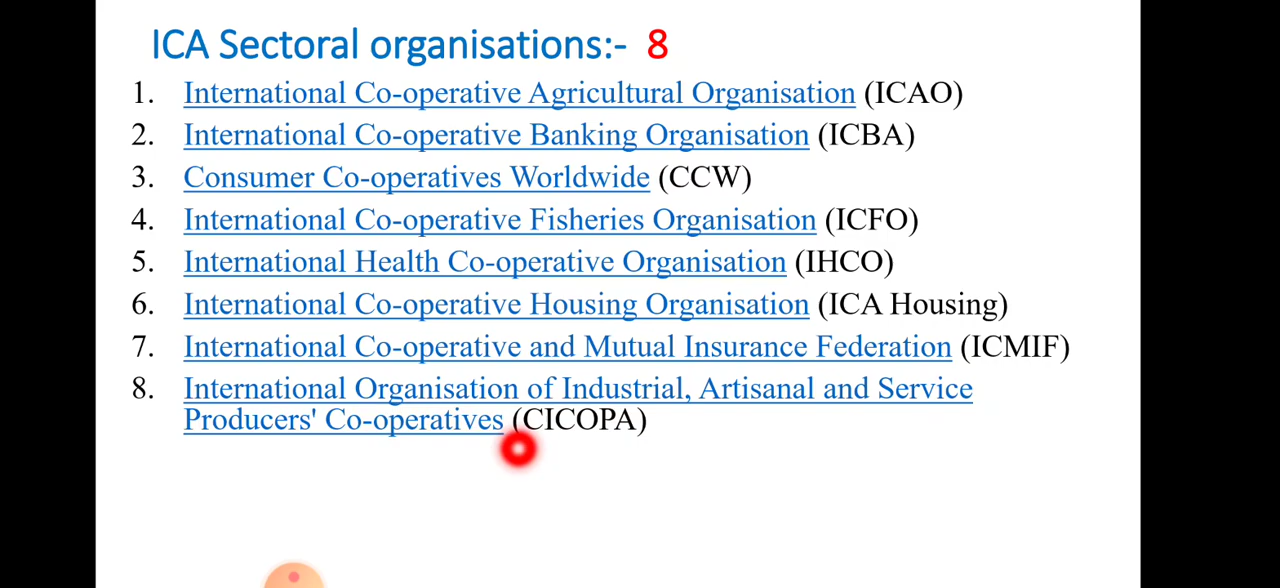 ICA Sectoral organisations:- 8
1. International Co-operative Agricultural Organisation (ICAO)
2. International Co-operative Banking Organisation (ICBA)
3. Consumer Co-operatives Worldwide (CCW)
4. International Co-operative Fisheries Organisation (ICFO)
5. International Health Co-operative Organisation (IHCO)
6. International Co-operative Housing Organisation (ICA Housing)
7. International Co-operative and Mutual Insurance Federation (ICMIF)
8. International Organisation of Industrial, Artisanal and Service
Producers' Co-operatives (CICOPA)